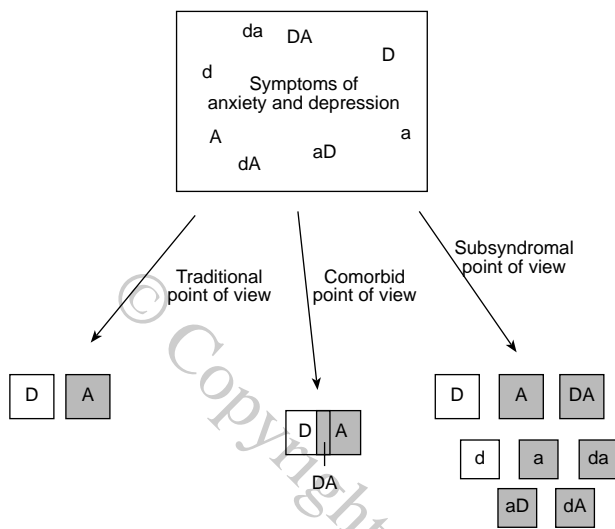 da
DA
D
d
Symptoms of
anxiety and depression
A
a
dA
aD
Traditional
point of view
Comorbid
point of view
Subsyndromal
point of view
D A
D A
DA
D A DA
d a da
aD dA
© Copyright